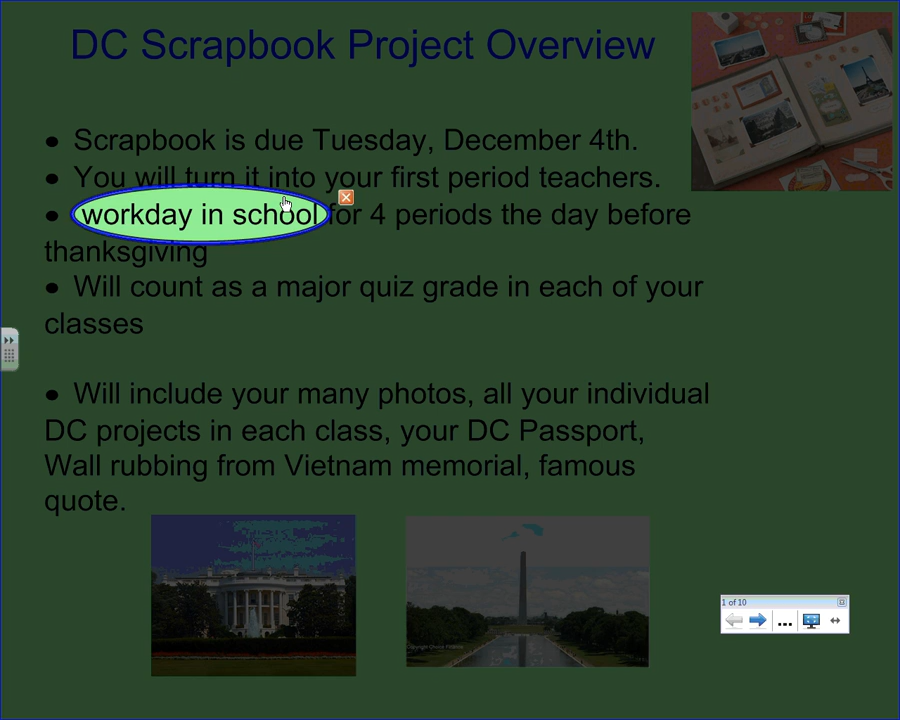 DC Scrapbook Project Overview
● Scrapbook is due Tuesday, December 4th.
● You will turn it into your first period teachers.
● workday in school for 4 periods the day before
thanksgiving
● Will count as a major quiz grade in each of your
classes
● Will include your many photos, all your individual
DC projects in each class, your DC Passport,
Wall rubbing from Vietnam memorial, famous
quote.
1 of 10